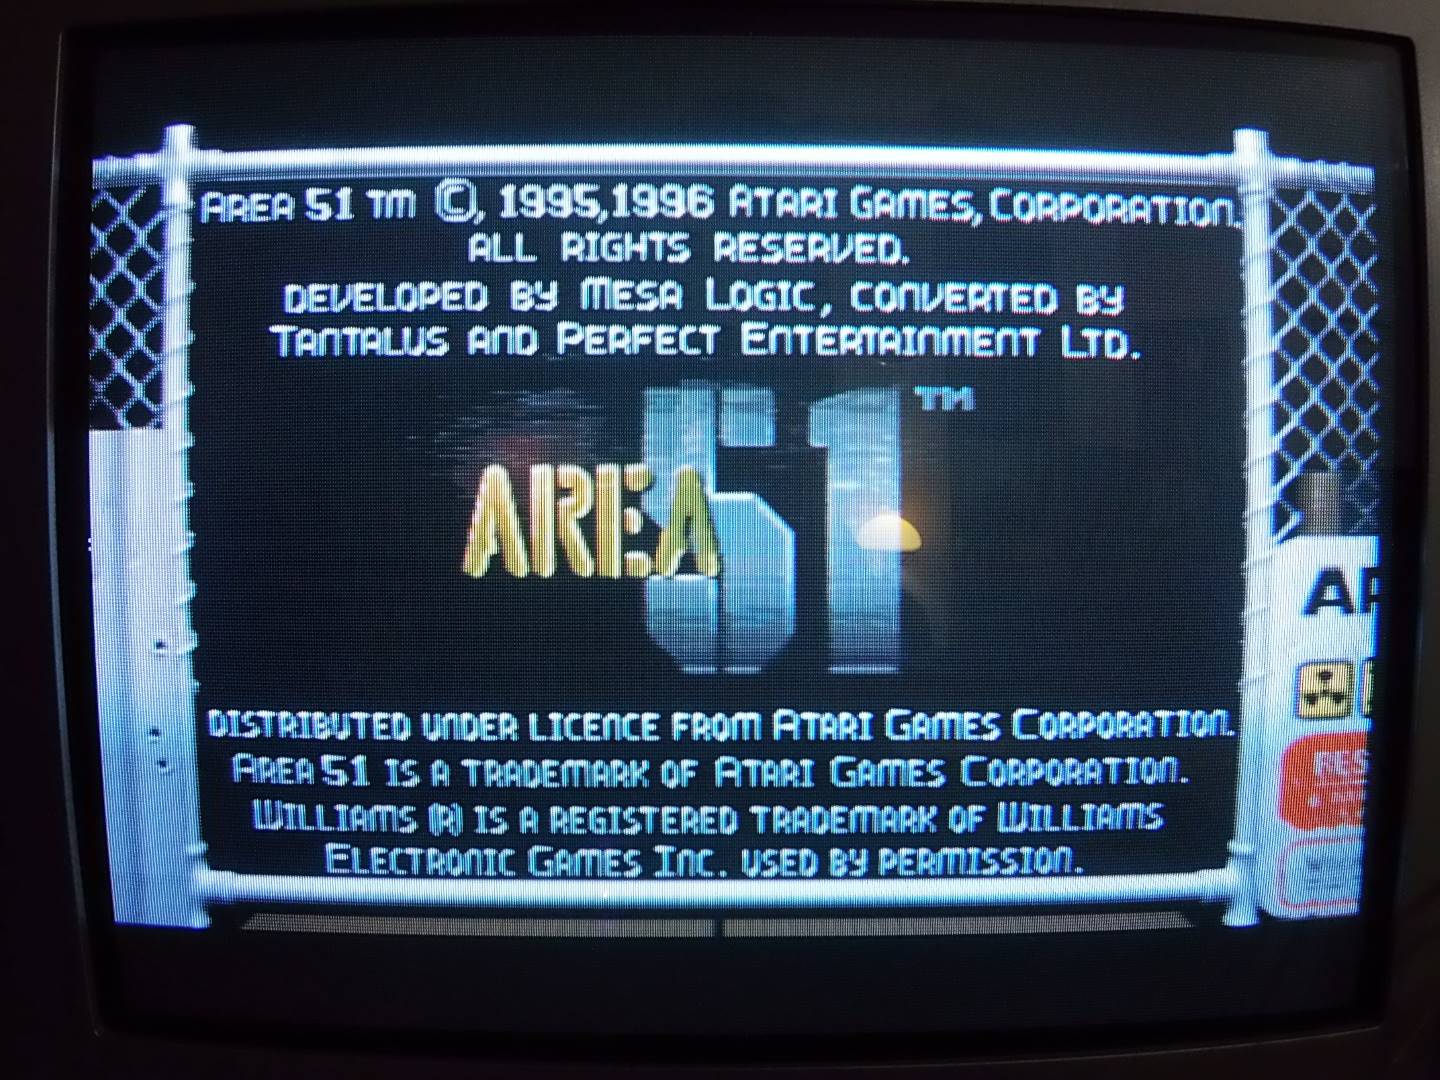 AREA 51 TM ©, 1995,1996 ATARI GAMES, CORPORATION.
ALL RIGHTS RESERVED.
DEVELOPED BY MESA LOGIC, CONVERTED BY
TANTALUS AND PERFECT ENTERTAINMENT LTD.
AREA 51 TM
DISTRIBUTED UNDER LICENCE FROM ATARI GAMES CORPORATION.
AREA 51 IS A TRADEMARK OF ATARI GAMES CORPORATION.
WILLIAMS (R) IS A REGISTERED TRADEMARK OF WILLIAMS
ELECTRONIC GAMES INC. USED BY PERMISSION.
AR
RES